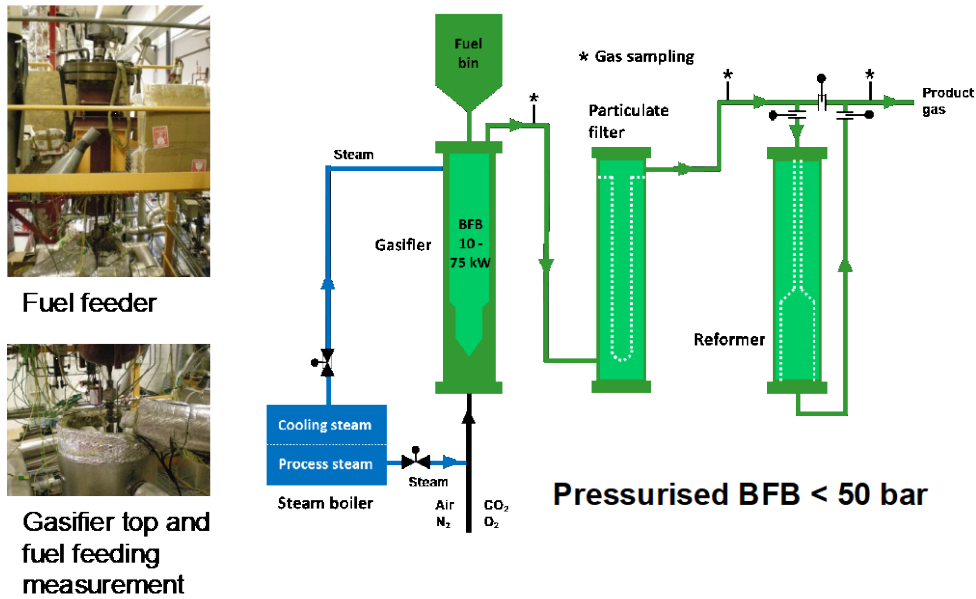 Fuel feeder
Gasifier top and
fuel feeding
measurement
Fuel
bin
* Gas sampling
*
*
*
Product
gas
Particulate
filter
Steam
BFB
10 -
75 kW
Gasifier
Reformer
Cooling steam
Process steam
Steam
Steam boiler
Air
N₂
CO₂
O₂
Pressurised BFB < 50 bar